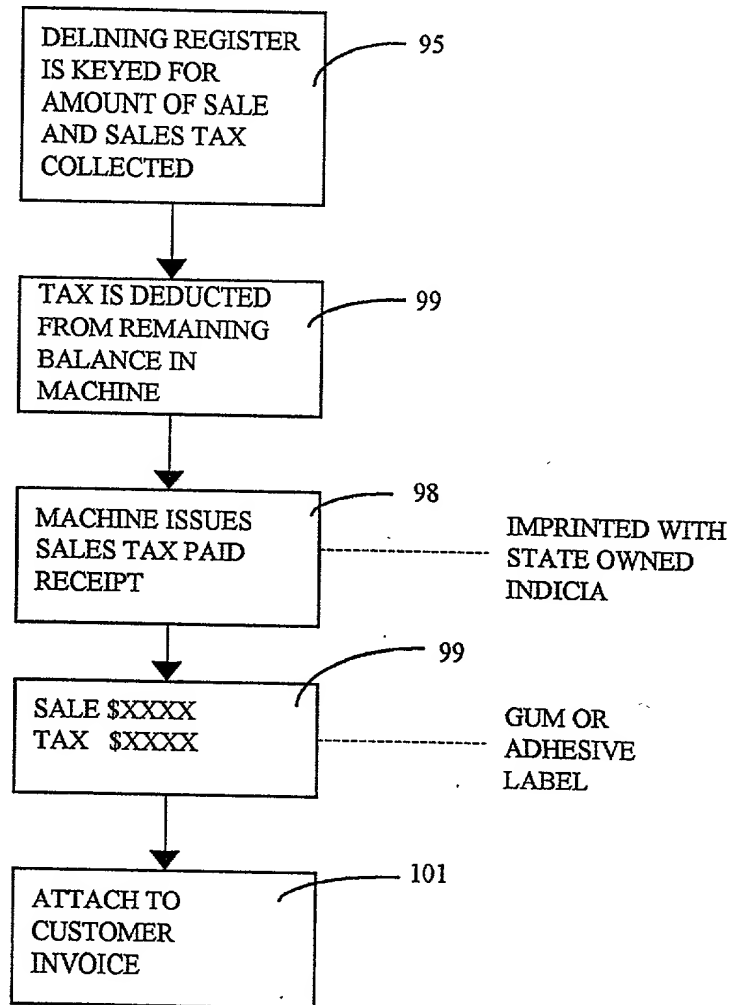 DELINING REGISTER
IS KEYED FOR
AMOUNT OF SALE
AND SALES TAX
COLLECTED
95
TAX IS DEDUCTED
FROM REMAINING
BALANCE IN
MACHINE
99
MACHINE ISSUES
SALES TAX PAID
RECEIPT
98
IMPRINTED WITH
STATE OWNED
INDICIA
SALE $XXXX
TAX $XXXX
99
GUM OR
ADHESIVE
LABEL
ATTACH TO
CUSTOMER
INVOICE
101